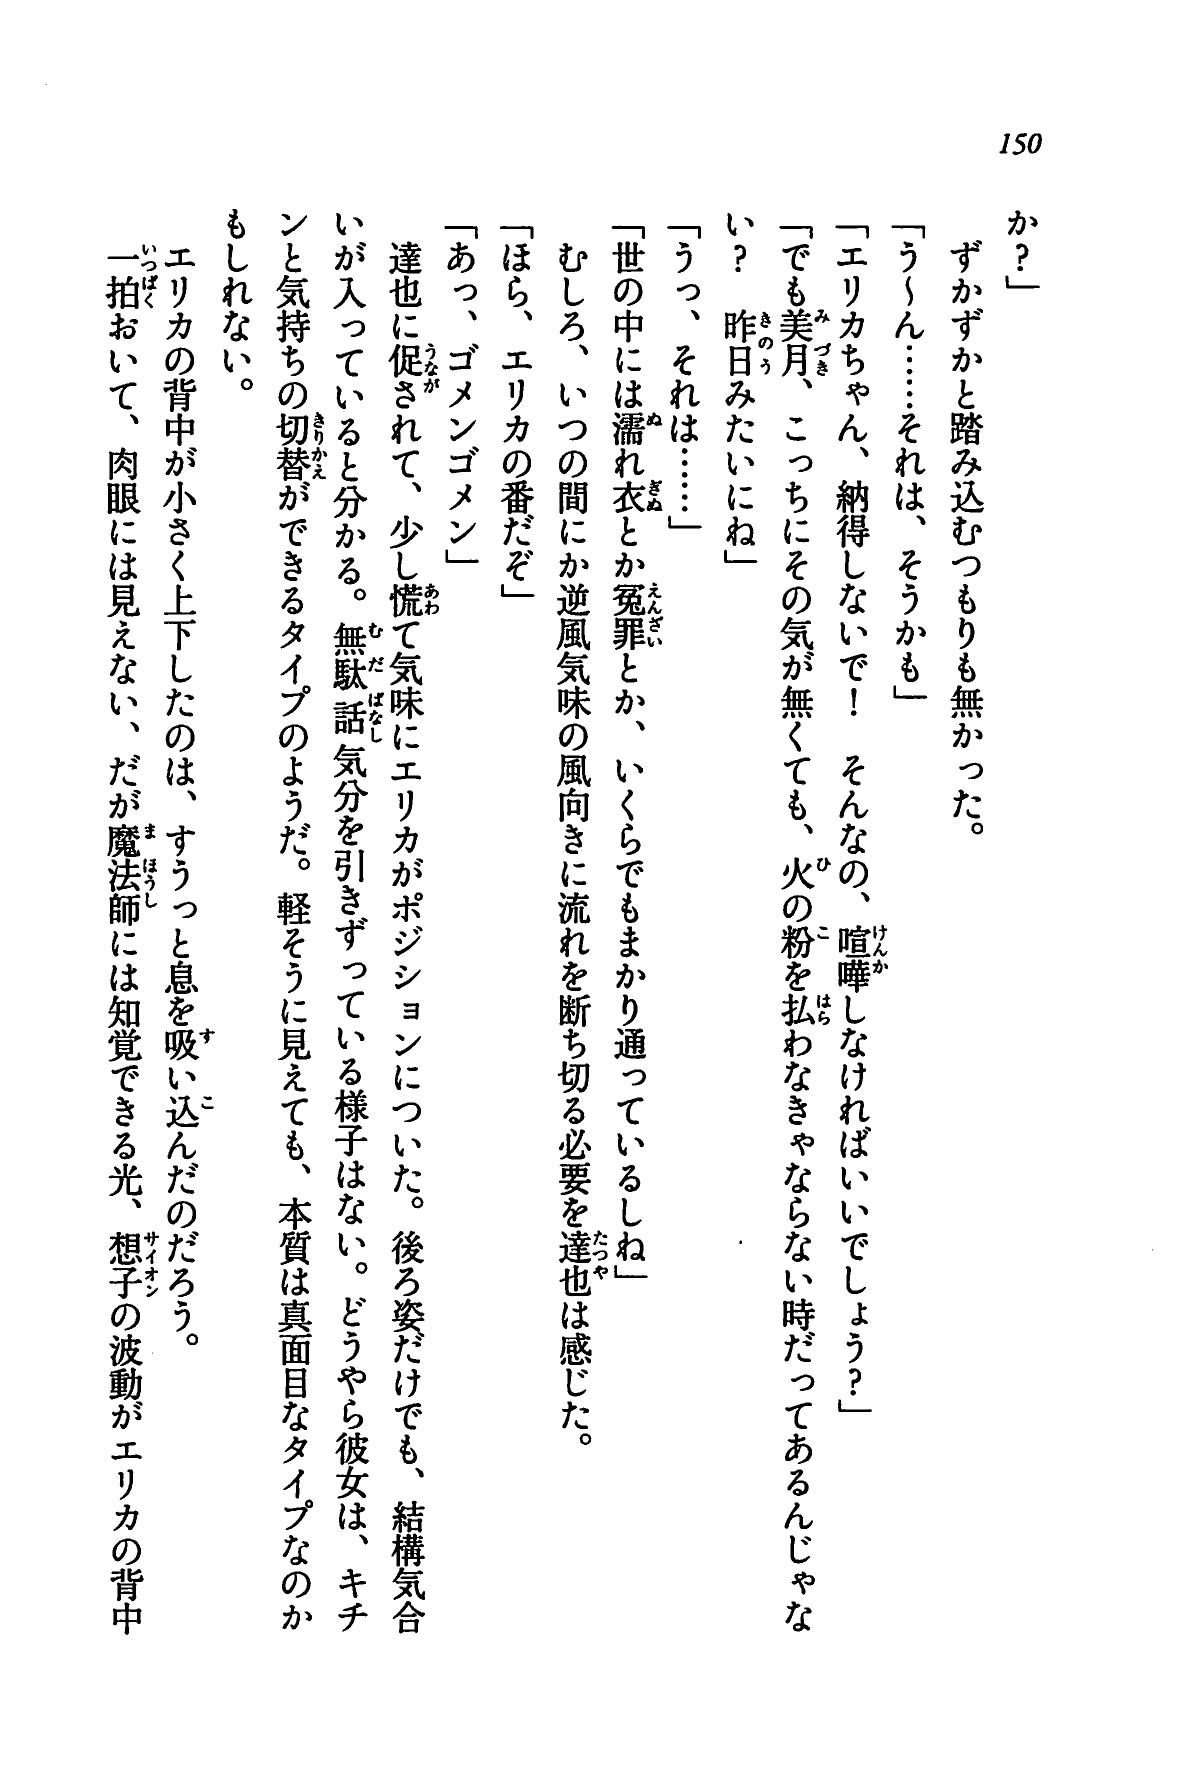 150
か？」
ずかずかと踏み込むつもりも無かった。
「う～ん……それは、そうかも」
「エリカちゃん、納得しないで！　そんなの、喧嘩しなければいいでしょう？」
「でも美月、こっちにその気が無くても、火の粉を払わなきゃならない時だってあるんじゃな
い？　昨日みたいにね」
「うっ、それは……」
「世の中には濡れ衣とか冤罪とか、いくらでもまかり通っているしね」
むしろ、いつの間にか逆風気味の風向きに流れを断ち切る必要を達也は感じた。
「ほら、エリカの番だぞ」
「あっ、ゴメンゴメン」
達也に促されて、少し慌て気味にエリカがポジションについた。後ろ姿だけでも、結構気合
いが入っていると分かる。無駄話気分を引きずっている様子はない。どうやら彼女は、キチ
ンと気持ちの切替ができるタイプのようだ。軽そうに見えても、本質は真面目なタイプなのか
もしれない。
エリカの背中が小さく上下したのは、すうっと息を吸い込んだのだろう。
一拍おいて、肉眼には見えない、だが魔法師には知覚できる光、想子の波動がエリカの背中